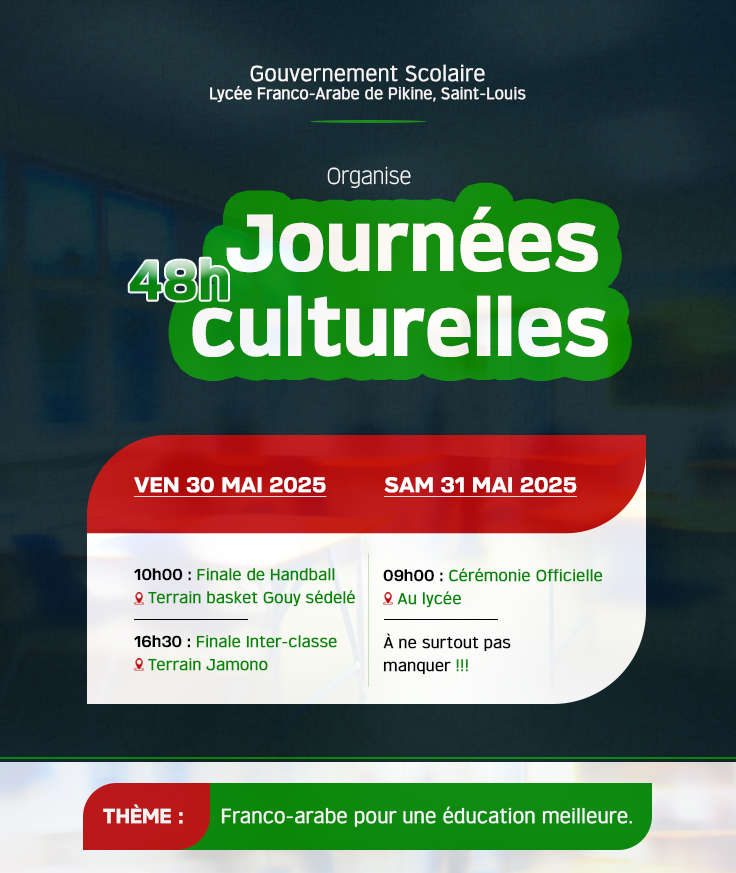 Gouvernement Scolaire
Lycée Franco-Arabe de Pikine, Saint-Louis
Organise
48h
Journées
culturelles
VEN 30 MAI 2025
10h00 : Finale de Handball
Terrain basket Gouy sédelé
16h30 : Finale Inter-classe
Terrain Jamono
SAM 31 MAI 2025
09h00 : Cérémonie Officielle
Au lycée
À ne surtout pas
manquer !!!
THÈME :
Franco-arabe pour une éducation meilleure.